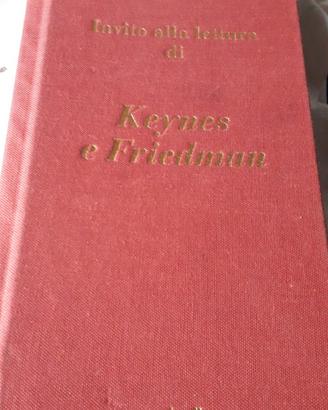 Invito alla lettura
di
Keynes
e Friedman